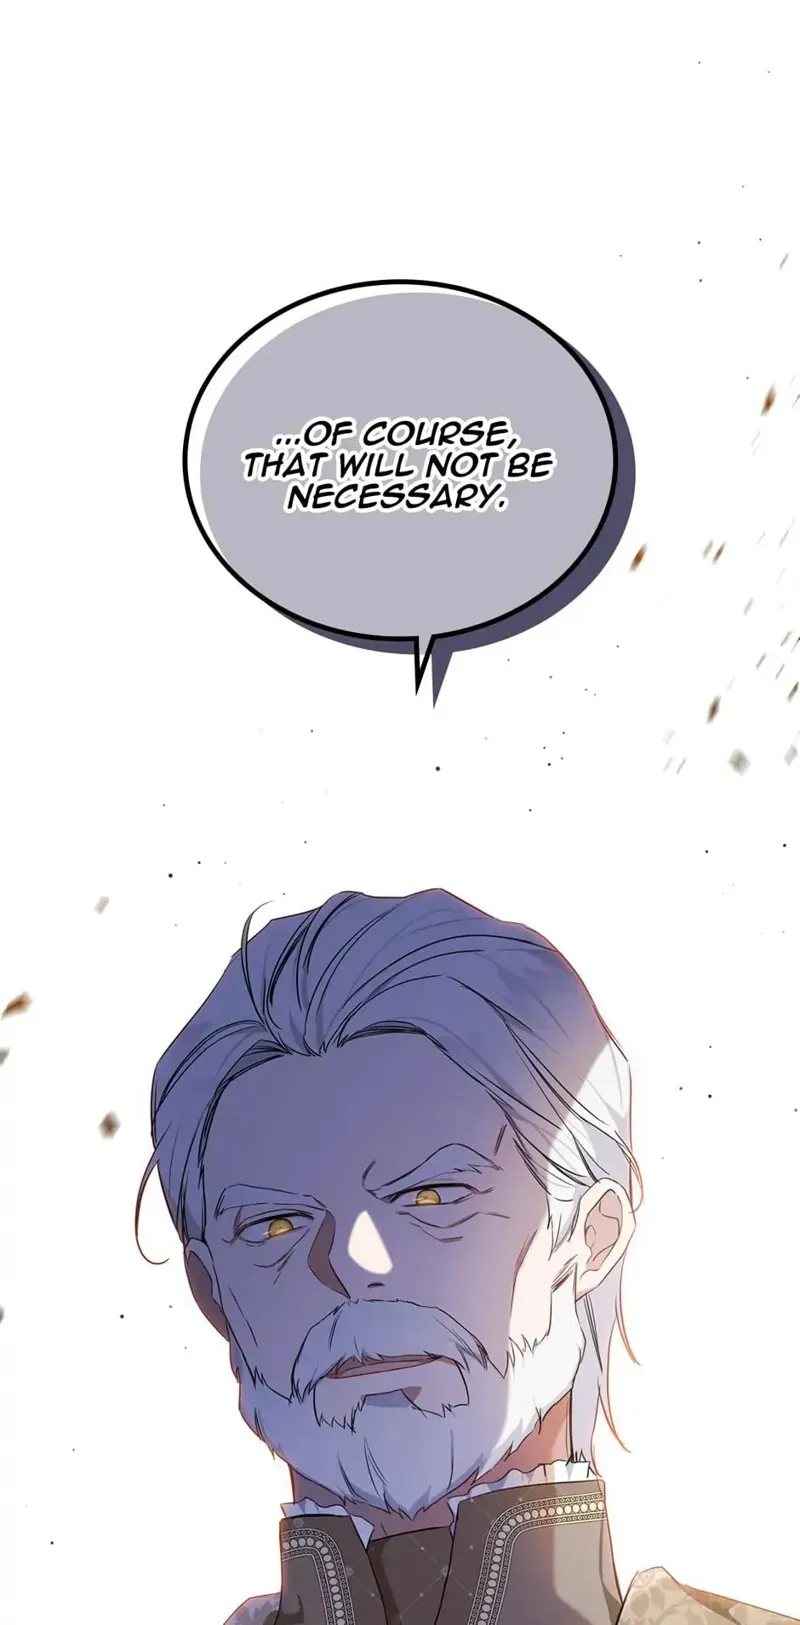 ...OF COURSE,
THAT WILL NOT BE
NECESSARY.